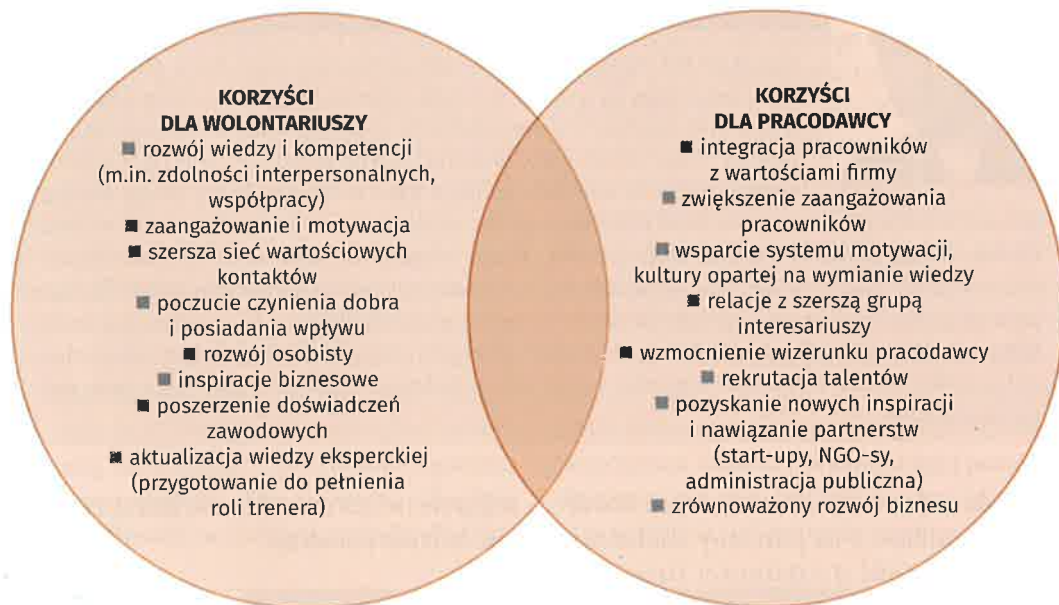 KORZYŚCI
DLA WOLONTARIUSZY
■ rozwój wiedzy i kompetencji
(m.in. zdolności interpersonalnych,
współpracy)
■ zaangażowanie i motywacja
■ szersza sieć wartościowych
kontaktów
■ poczucie czynienia dobra
i posiadania wpływu
■ rozwój osobisty
■ inspiracje biznesowe
■ poszerzenie doświadczeń
zawodowych
■ aktualizacja wiedzy eksperckiej
(przygotowanie do pełnienia
roli trenera)
KORZYŚCI
DLA PRACODAWCY
■ integracja pracowników
z wartościami firmy
■ zwiększenie zaangażowania
pracowników
■ wsparcie systemu motywacji,
kultury opartej na wymianie wiedzy
■ relacje z szerszą grupą
interesariuszy
■ wzmocnienie wizerunku pracodawcy
■ rekrutacja talentów
■ pozyskanie nowych inspiracji
i nawiązanie partnerstw
(start-upy, NGO-sy,
administracja publiczna)
■ zrównoważony rozwój biznesu